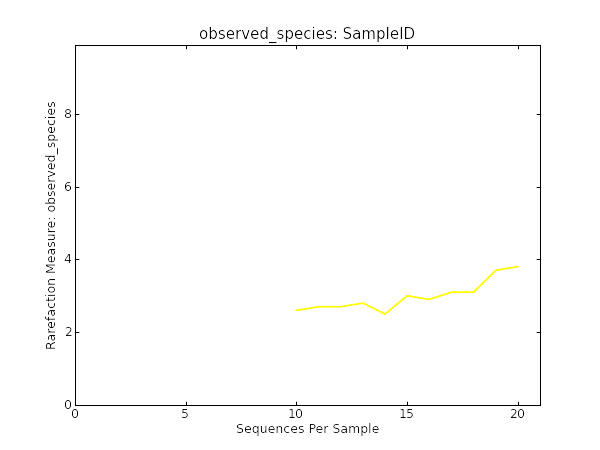 observed_species: SampleID
Rarefaction Measure: observed_species
8
6
4
2
0
0 5 10 15 20
Sequences Per Sample